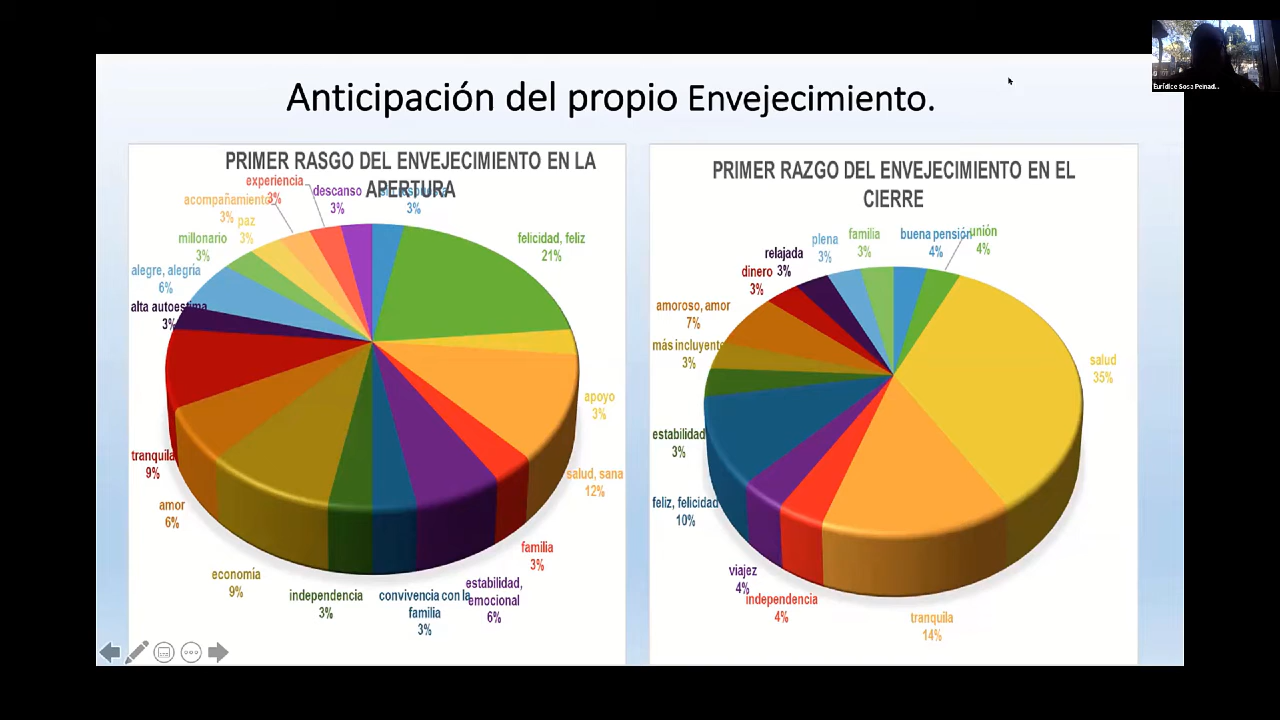 Anticipación del propio Envejecimiento.
PRIMER RASGO DEL ENVEJECIMIENTO EN LA
APERTURA
experiencia
3%
descanso
3%
3%
acompañamiento
3%
paz
3%
millonario
3%
felicidad, feliz
21%
alegre, alegría
6%
alta autoestima
3%
apoyo
3%
tranquila
9%
salud, sana
12%
amor
6%
familia
3%
economía
9%
estabilidad,
emocional
6%
independencia
3%
convivencia con la
familia
3%
PRIMER RAZGO DEL ENVEJECIMIENTO EN EL
CIERRE
plena
3%
familia
3%
buena pensión
4%
unión
4%
relajada
3%
dinero
3%
amoroso, amor
7%
más incluyente
3%
salud
35%
estabilidad
3%
feliz, felicidad
10%
viajez
4%
independencia
4%
tranquila
14%